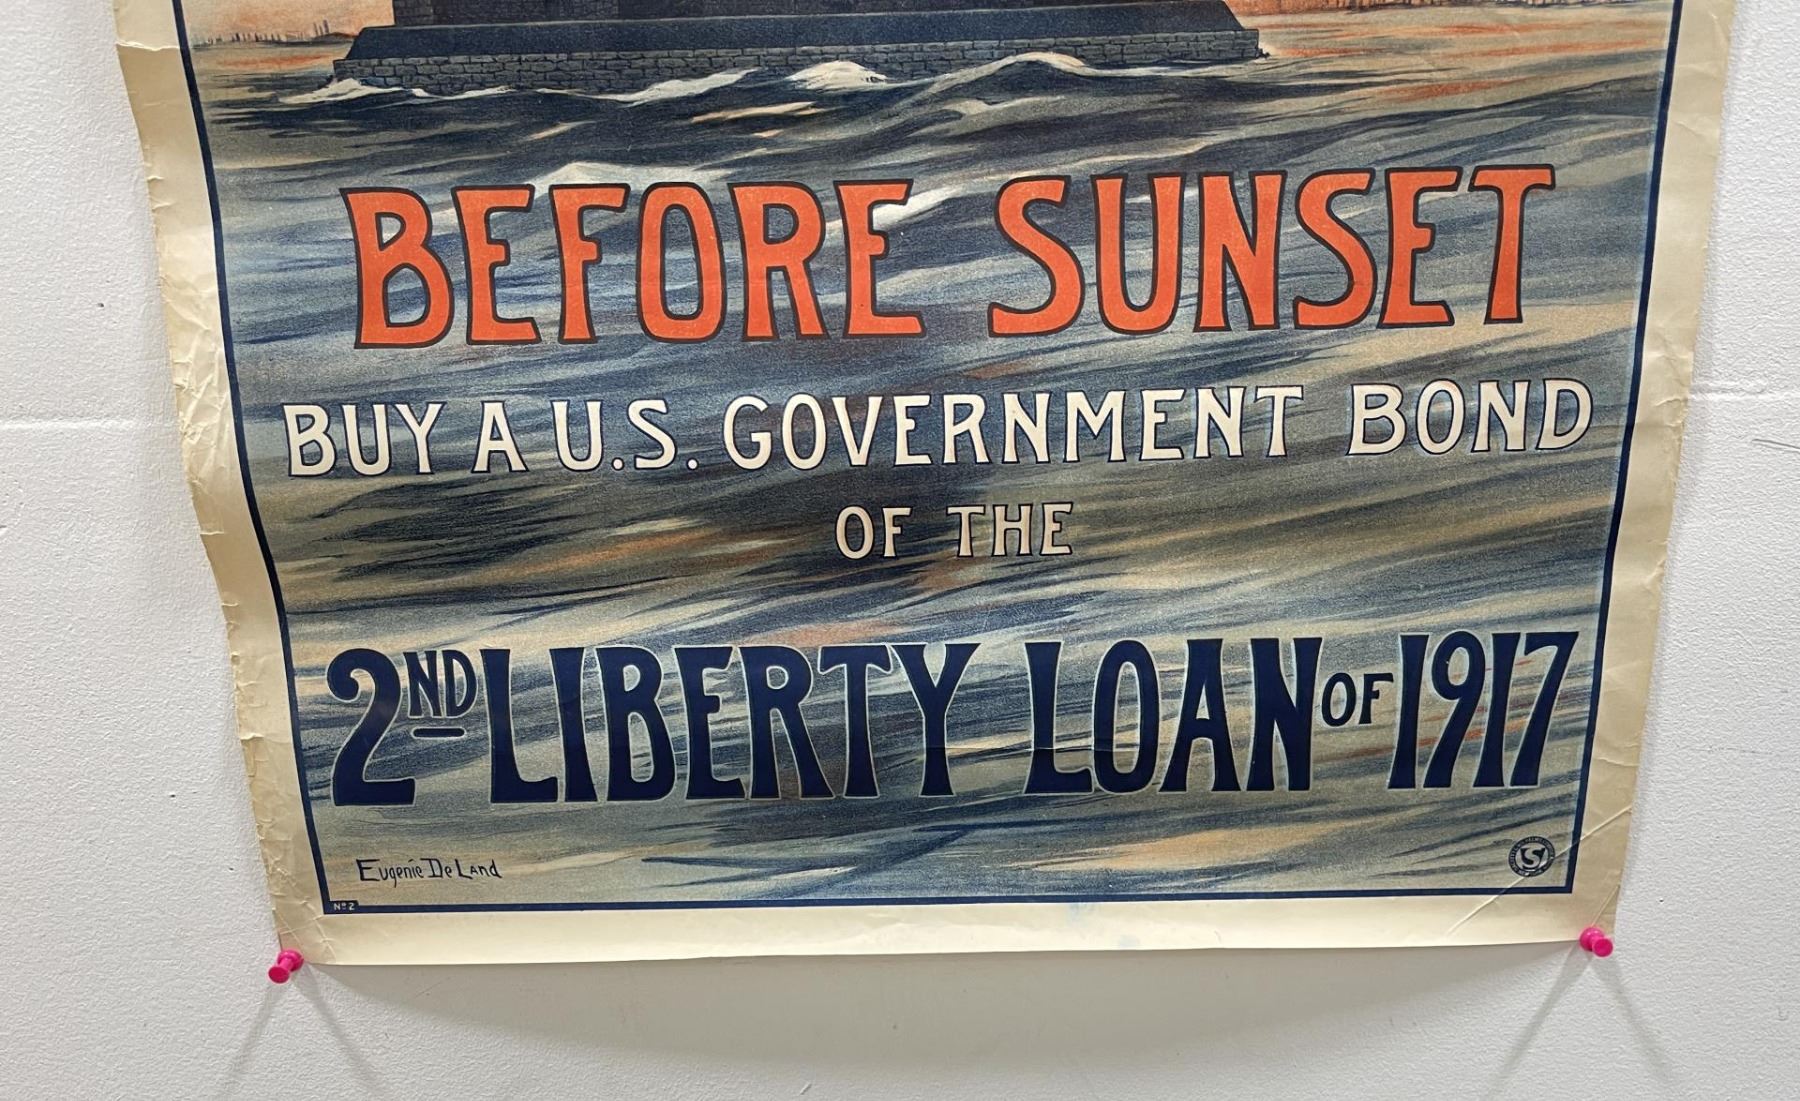 BEFORE SUNSET
BUY A U.S. GOVERNMENT BOND
OF THE
2ND LIBERTY LOAN OF 1917
Eugenie De Land
Nº 2